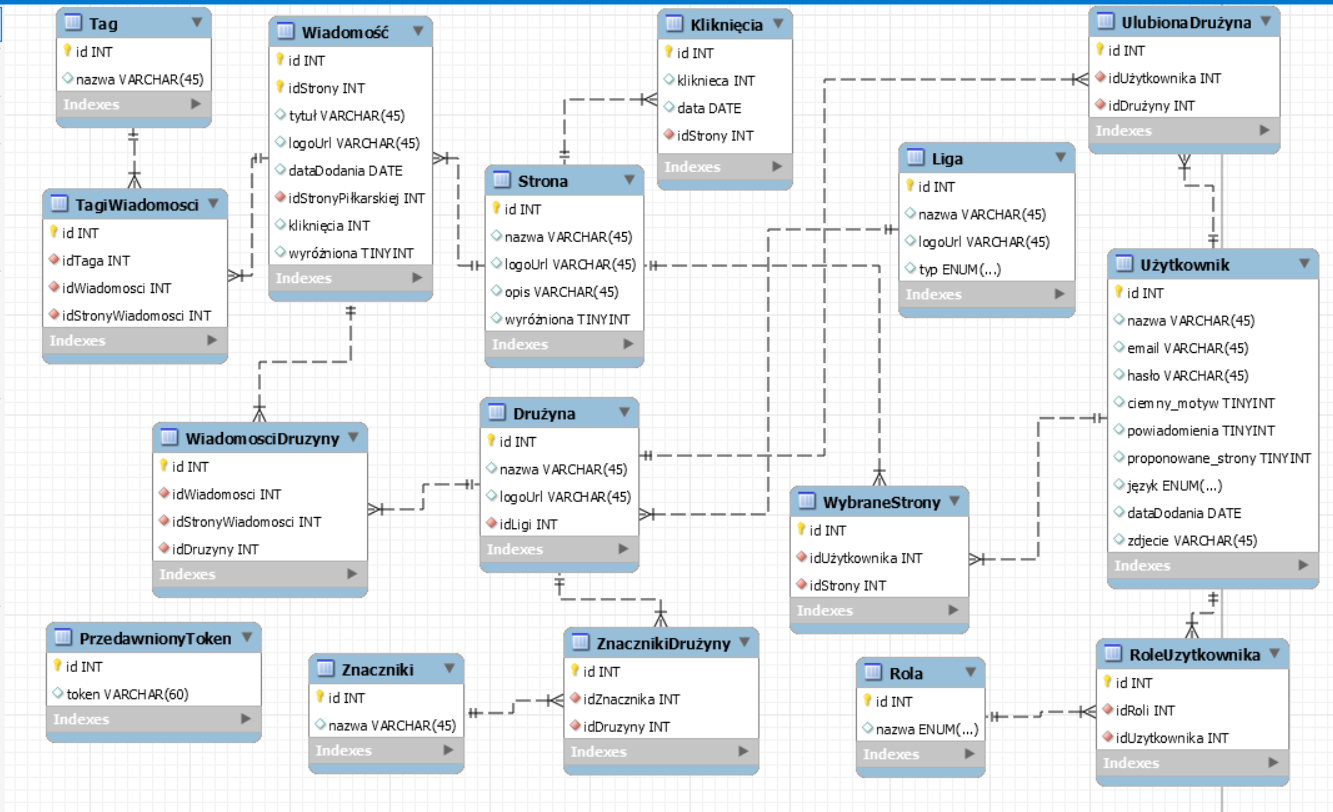 Tag
id INT
nazwa VARCHAR(45)
Indexes
Wiadomość
id INT
idStrony INT
tytuł VARCHAR(45)
logoUrl VARCHAR(45)
dataDodania DATE
idStronyPiłkarskiej INT
kliknięcia INT
wyróżniona TINYINT
Indexes
Kliknięcia
id INT
kliknieca INT
data DATE
idStrony INT
Indexes
UlubionaDrużyna
id INT
idUżytkownika INT
idDrużyny INT
Indexes
TagiWiadomosci
id INT
idTaga INT
idWiadomosci INT
idStronyWiadomosci INT
Indexes
Strona
id INT
nazwa VARCHAR(45)
logoUrl VARCHAR(45)
opis VARCHAR(45)
wyróżniona TINYINT
Indexes
Liga
id INT
nazwa VARCHAR(45)
logoUrl VARCHAR(45)
typ ENUM(...)
Indexes
Użytkownik
id INT
nazwa VARCHAR(45)
email VARCHAR(45)
hasło VARCHAR(45)
ciemny_motyw TINYINT
powiadomienia TINYINT
proponowane_strony TINYINT
język ENUM(...)
dataDodania DATE
zdjecie VARCHAR(45)
Indexes
WiadomosciDruzyny
id INT
idWiadomosci INT
idStronyWiadomosci INT
idDruzyny INT
Indexes
Drużyna
id INT
nazwa VARCHAR(45)
logoUrl VARCHAR(45)
idLigi INT
Indexes
WybraneStrony
id INT
idUżytkownika INT
idStrony INT
Indexes
PrzedawnionyToken
id INT
token VARCHAR(60)
Indexes
Znaczniki
id INT
nazwa VARCHAR(45)
Indexes
ZnacznikiDrużyny
id INT
idZnacznika INT
idDruzyny INT
Indexes
Rola
id INT
nazwa ENUM(...)
Indexes
RoleUzytkownika
id INT
idRoli INT
idUzytkownika INT
Indexes